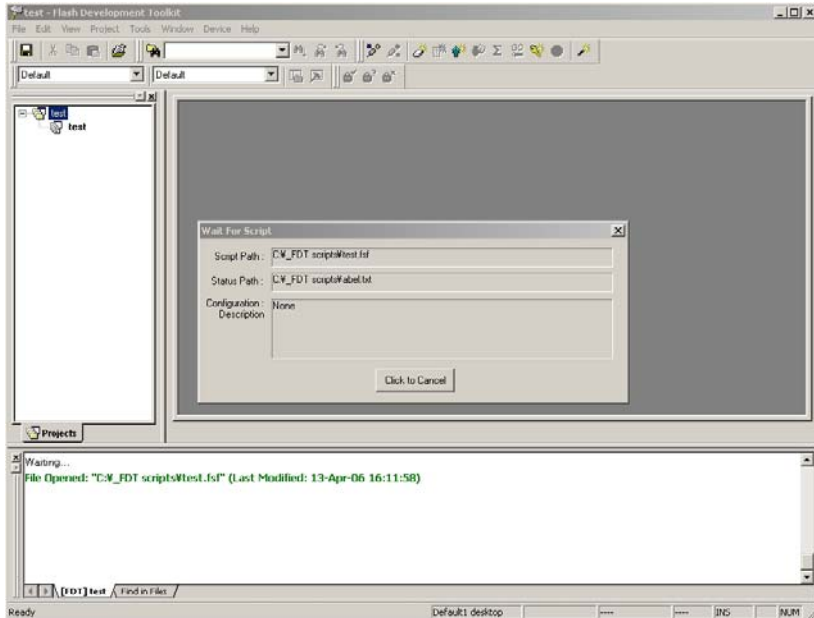 test - Flash Development Toolkit
File Edit View Project Tools Window Device Help
Default Default
test
test
Wait For Script
Script Path : C:¥_FDT scripts¥test.fsf
Status Path : C:¥_FDT scripts¥label.txt
Configuration : None
Description
Click to Cancel
Projects
Waiting...
File Opened: "C:¥_FDT scripts¥test.fsf" (Last Modified: 13-Apr-06 16:11:58)
[FDT] test Find in Files
Ready Default1 desktop ---- ---- INS NUM